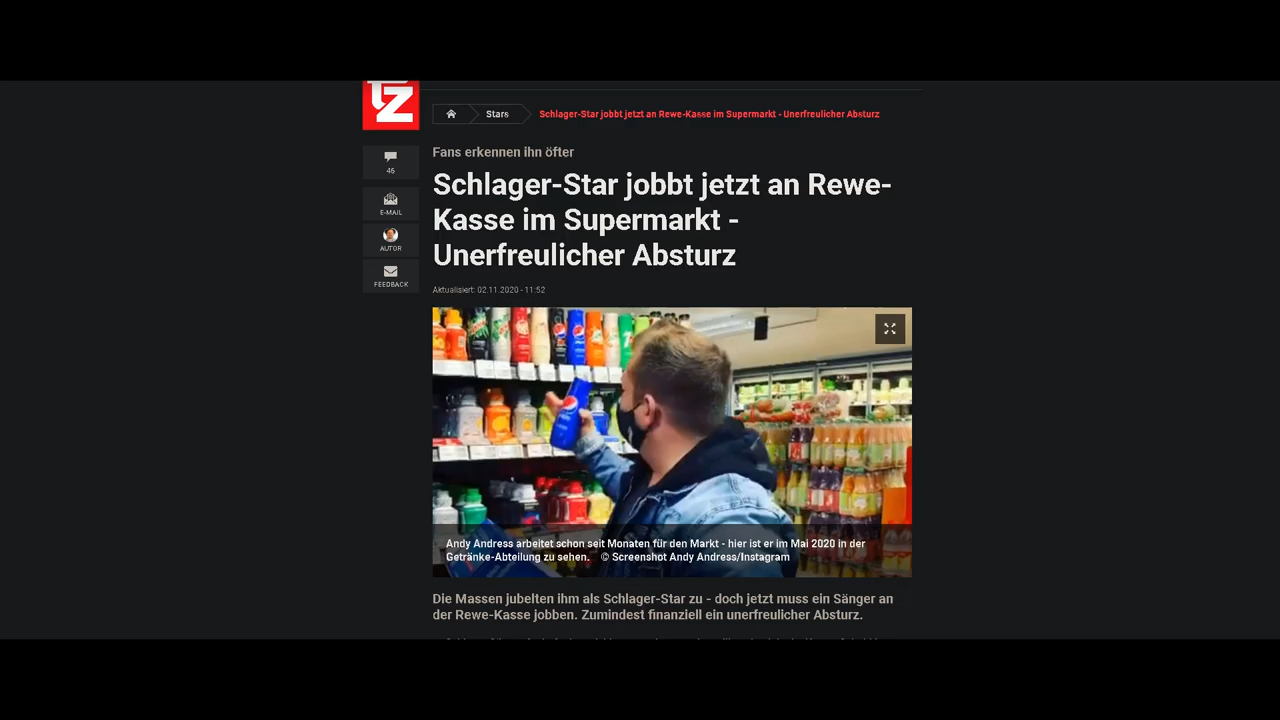 tz
Stars
Schlager-Star jobbt jetzt an Rewe-Kasse im Supermarkt - Unerfreulicher Absturz
46
E-MAIL
AUTOR
FEEDBACK
Fans erkennen ihn öfter
Schlager-Star jobbt jetzt an Rewe-
Kasse im Supermarkt -
Unerfreulicher Absturz
Aktualisiert: 02.11.2020 - 11:52
Andy Andress arbeitet schon seit Monaten für den Markt - hier ist er im Mai 2020 in der
Getränke-Abteilung zu sehen. © Screenshot Andy Andress/Instagram
Die Massen jubelten ihm als Schlager-Star zu - doch jetzt muss ein Sänger an
der Rewe-Kasse jobben. Zumindest finanziell ein unerfreulicher Absturz.